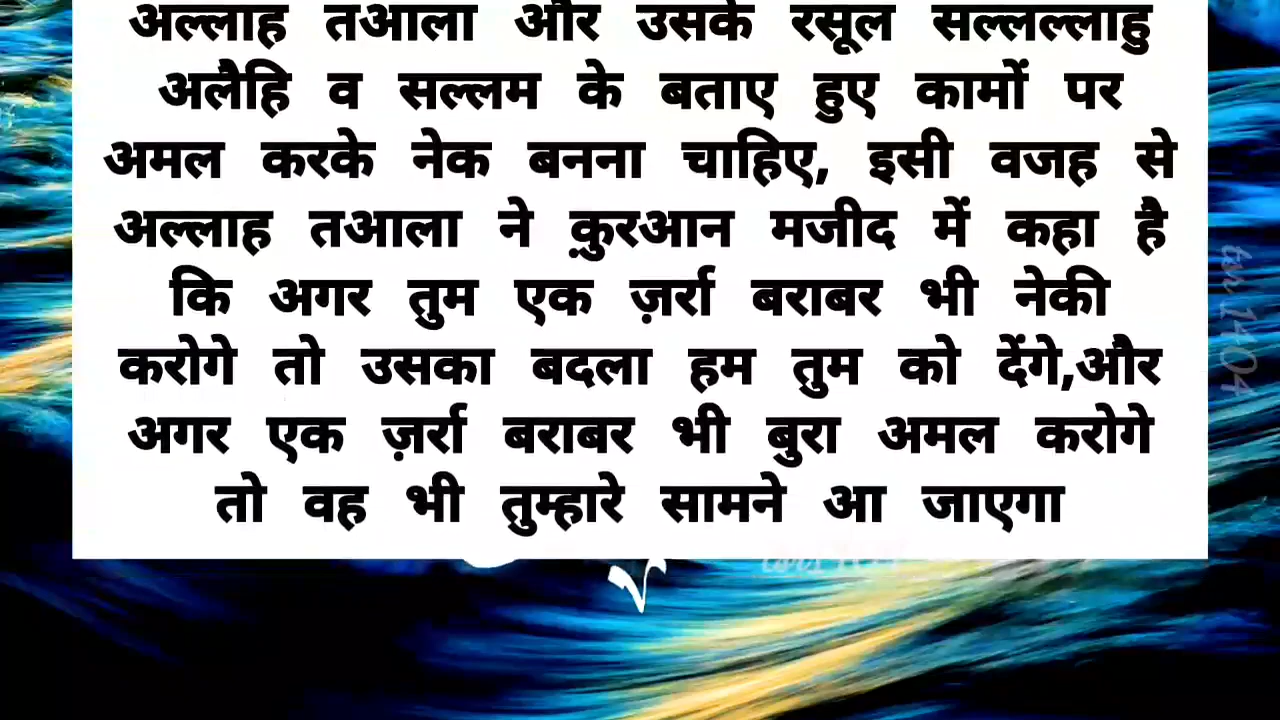 अल्लाह तआला और उसके रसूल सल्लल्लाहु
अलैहि व सल्लम के बताए हुए कामों पर
अमल करके नेक बनना चाहिए, इसी वजह से
अल्लाह तआला ने क़ुरआन मजीद में कहा है
कि अगर तुम एक ज़र्रा बराबर भी नेकी
करोगे तो उसका बदला हम तुम को देंगे,और
अगर एक ज़र्रा बराबर भी बुरा अमल करोगे
तो वह भी तुम्हारे सामने आ जाएगा